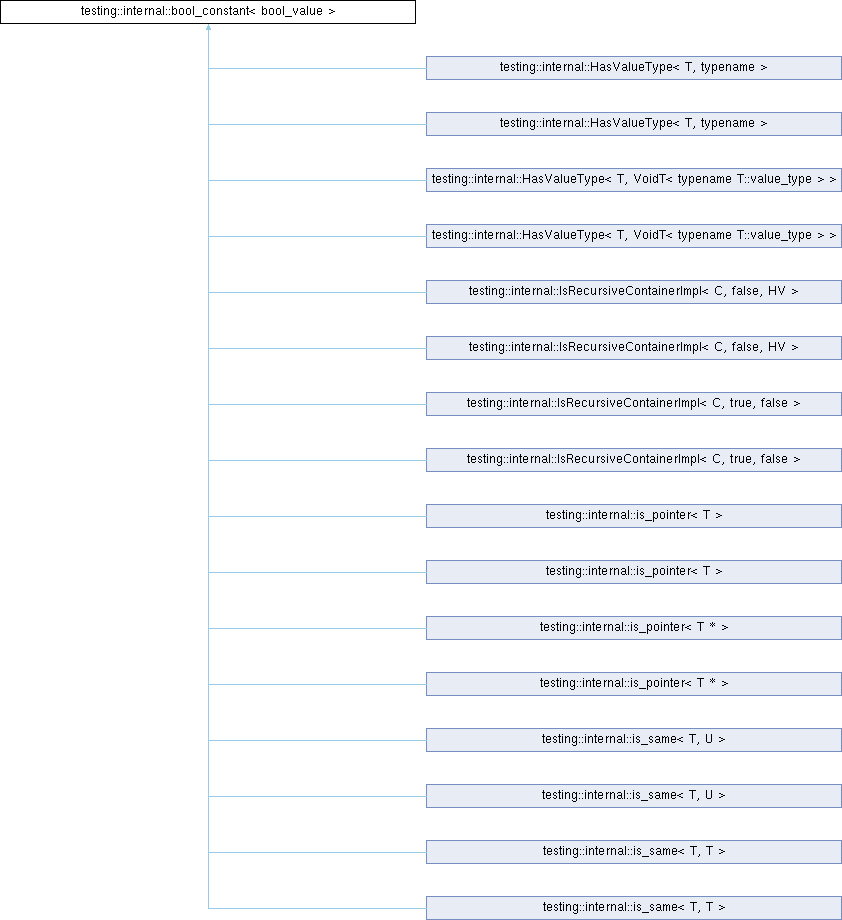 testing::internal::bool_constant< bool_value >
testing::internal::HasValueType< T, typename >
testing::internal::HasValueType< T, typename >
testing::internal::HasValueType< T, VoidT< typename T::value_type > >
testing::internal::HasValueType< T, VoidT< typename T::value_type > >
testing::internal::IsRecursiveContainerImpl< C, false, HV >
testing::internal::IsRecursiveContainerImpl< C, false, HV >
testing::internal::IsRecursiveContainerImpl< C, true, false >
testing::internal::IsRecursiveContainerImpl< C, true, false >
testing::internal::is_pointer< T >
testing::internal::is_pointer< T >
testing::internal::is_pointer< T * >
testing::internal::is_pointer< T * >
testing::internal::is_same< T, U >
testing::internal::is_same< T, U >
testing::internal::is_same< T, T >
testing::internal::is_same< T, T >